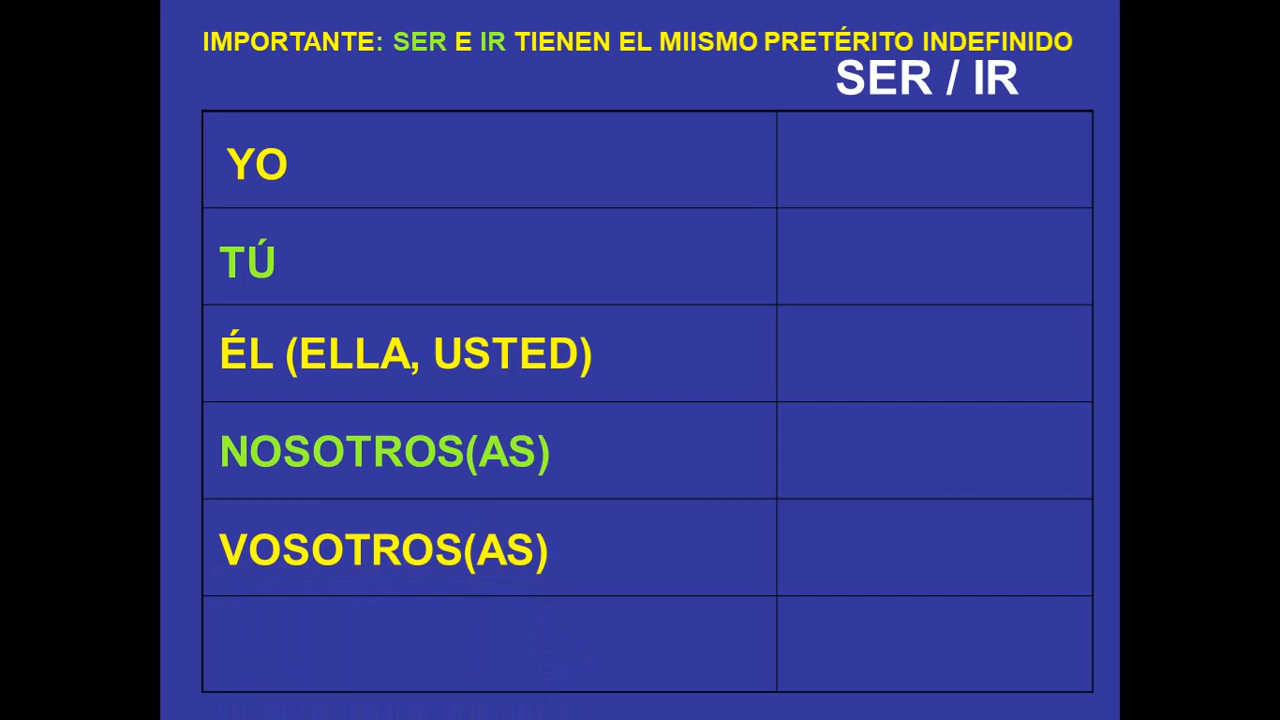 IMPORTANTE: SER E IR TIENEN EL MIISMO PRETÉRITO INDEFINIDO
SER / IR
YO
TÚ
ÉL (ELLA, USTED)
NOSOTROS(AS)
VOSOTROS(AS)